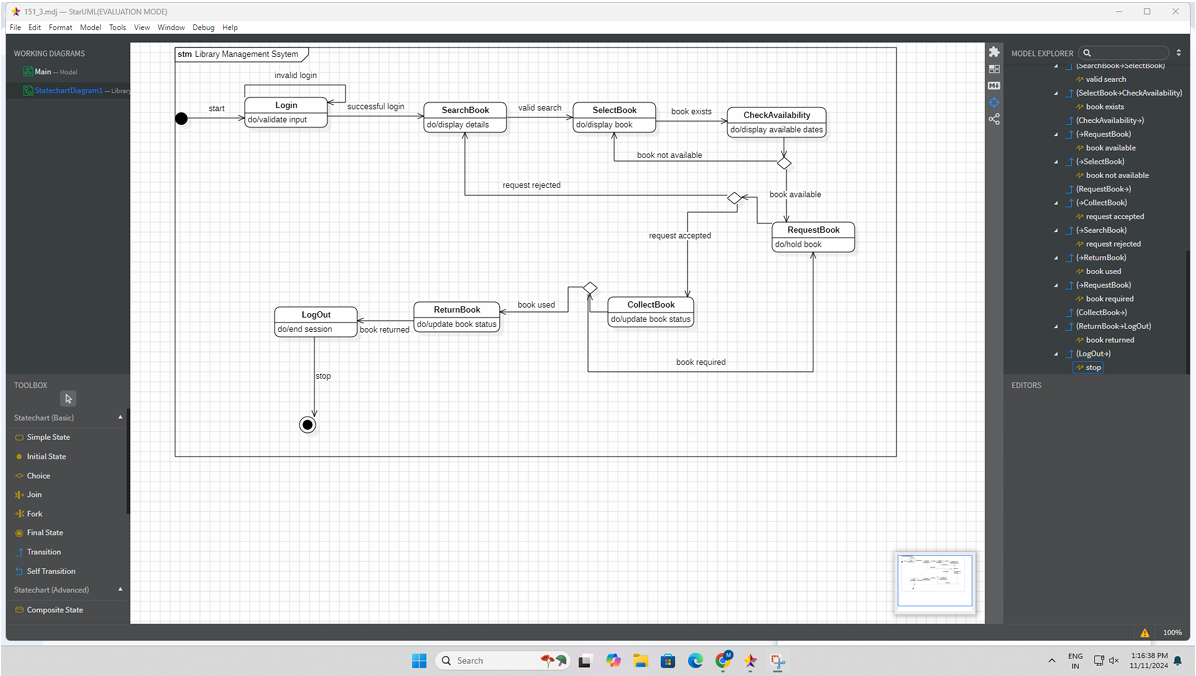 151_3.mdj — StarUML(EVALUATION MODE)
File Edit Format Model Tools View Window Debug Help
WORKING DIAGRAMS
Main — Model
StatechartDiagram1 — Library
TOOLBOX
Statechart (Basic)
Simple State
Initial State
Choice
Join
Fork
Final State
Transition
Self Transition
Statechart (Advanced)
Composite State
stm Library Management Ssytem
invalid login
start
Login
do/validate input
successful login
SearchBook
do/display details
valid search
SelectBook
do/display book
book exists
CheckAvailability
do/display available dates
book not available
request rejected
book available
request accepted
RequestBook
do/hold book
LogOut
do/end session
book returned
ReturnBook
do/update book status
book used
CollectBook
do/update book status
book required
stop
MODEL EXPLORER
(SearchBook→SelectBook)
valid search
(SelectBook→CheckAvailability)
book exists
(CheckAvailability→)
(→RequestBook)
book available
(→SelectBook)
book not available
(RequestBook→)
(→CollectBook)
request accepted
(→SearchBook)
request rejected
(→ReturnBook)
book used
(→RequestBook)
book required
(CollectBook→)
(ReturnBook→LogOut)
book returned
(LogOut→)
stop
EDITORS
100%
Search
ENG
IN
1:16:38 PM
11/11/2024